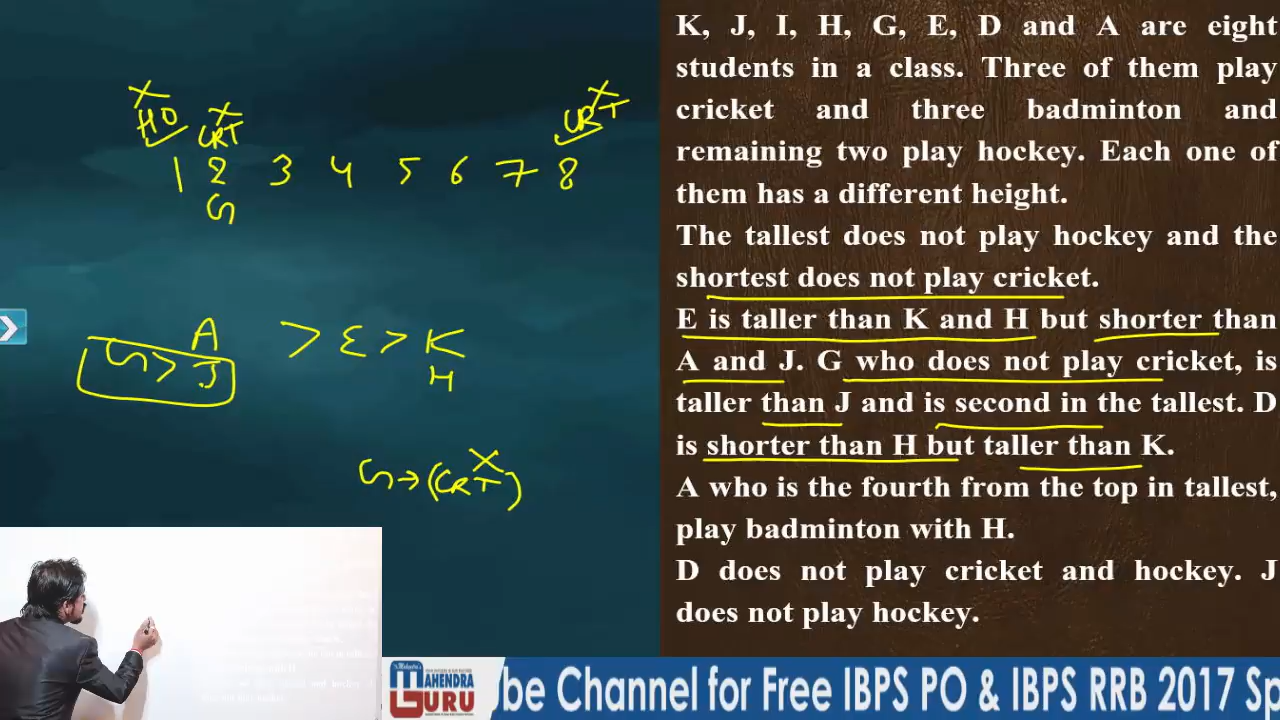 K, J, I, H, G, E, D and A are eight
students in a class. Three of them play
cricket and three badminton and
remaining two play hockey. Each one of
them has a different height.
The tallest does not play hockey and the
shortest does not play cricket.
E is taller than K and H but shorter than
A and J. G who does not play cricket, is
taller than J and is second in the tallest. D
is shorter than H but taller than K.
A who is the fourth from the top in tallest,
play badminton with H.
D does not play cricket and hockey. J
does not play hockey.
X X X
HO CRT CRT
1 2 3 4 5 6 7 8
G
A > E > K
G > J H
X
G → (CRT)
MAHENDRA GURU
be Channel for Free IBPS PO & IBPS RRB 2017 Sp